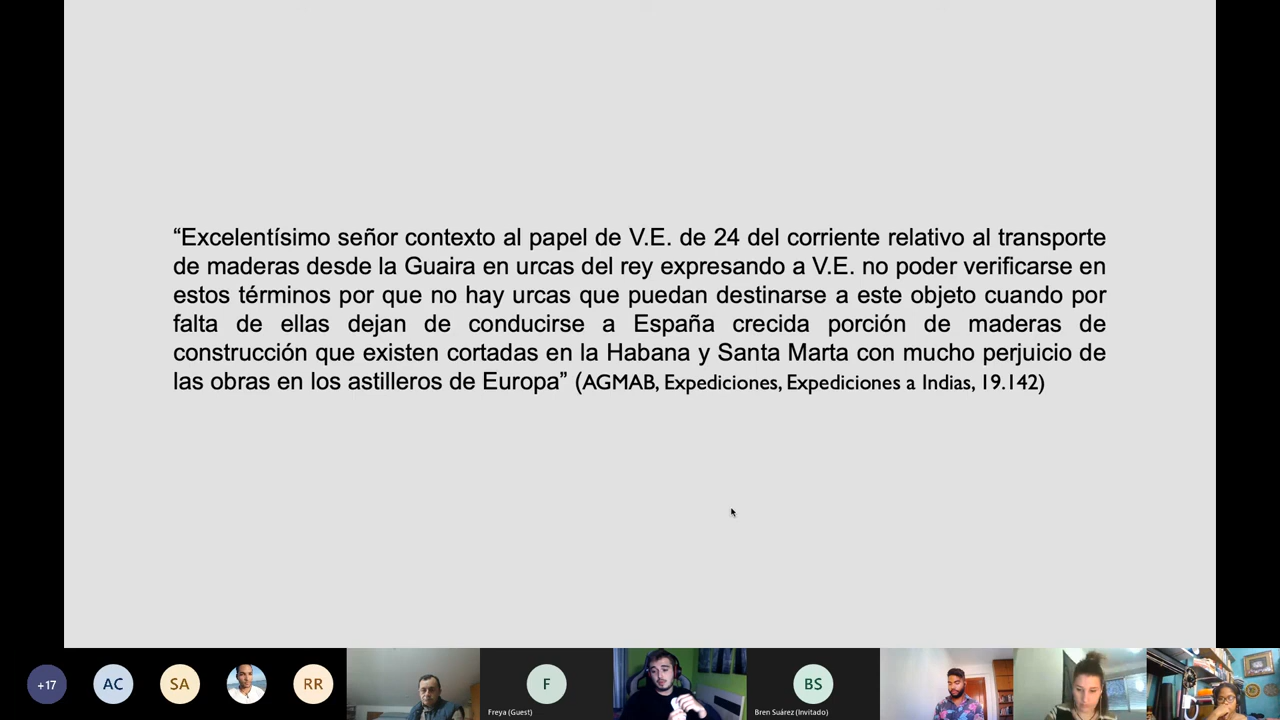 “Excelentísimo señor contexto al papel de V.E. de 24 del corriente relativo al transporte
de maderas desde la Guaira en urcas del rey expresando a V.E. no poder verificarse en
estos términos por que no hay urcas que puedan destinarse a este objeto cuando por
falta de ellas dejan de conducirse a España crecida porción de maderas de
construcción que existen cortadas en la Habana y Santa Marta con mucho perjuicio de
las obras en los astilleros de Europa” (AGMAB, Expediciones, Expediciones a Indias, 19.142)
+17
AC
SA
RR
F
Freya (Guest)
BS
Bren Suárez (Invitado)